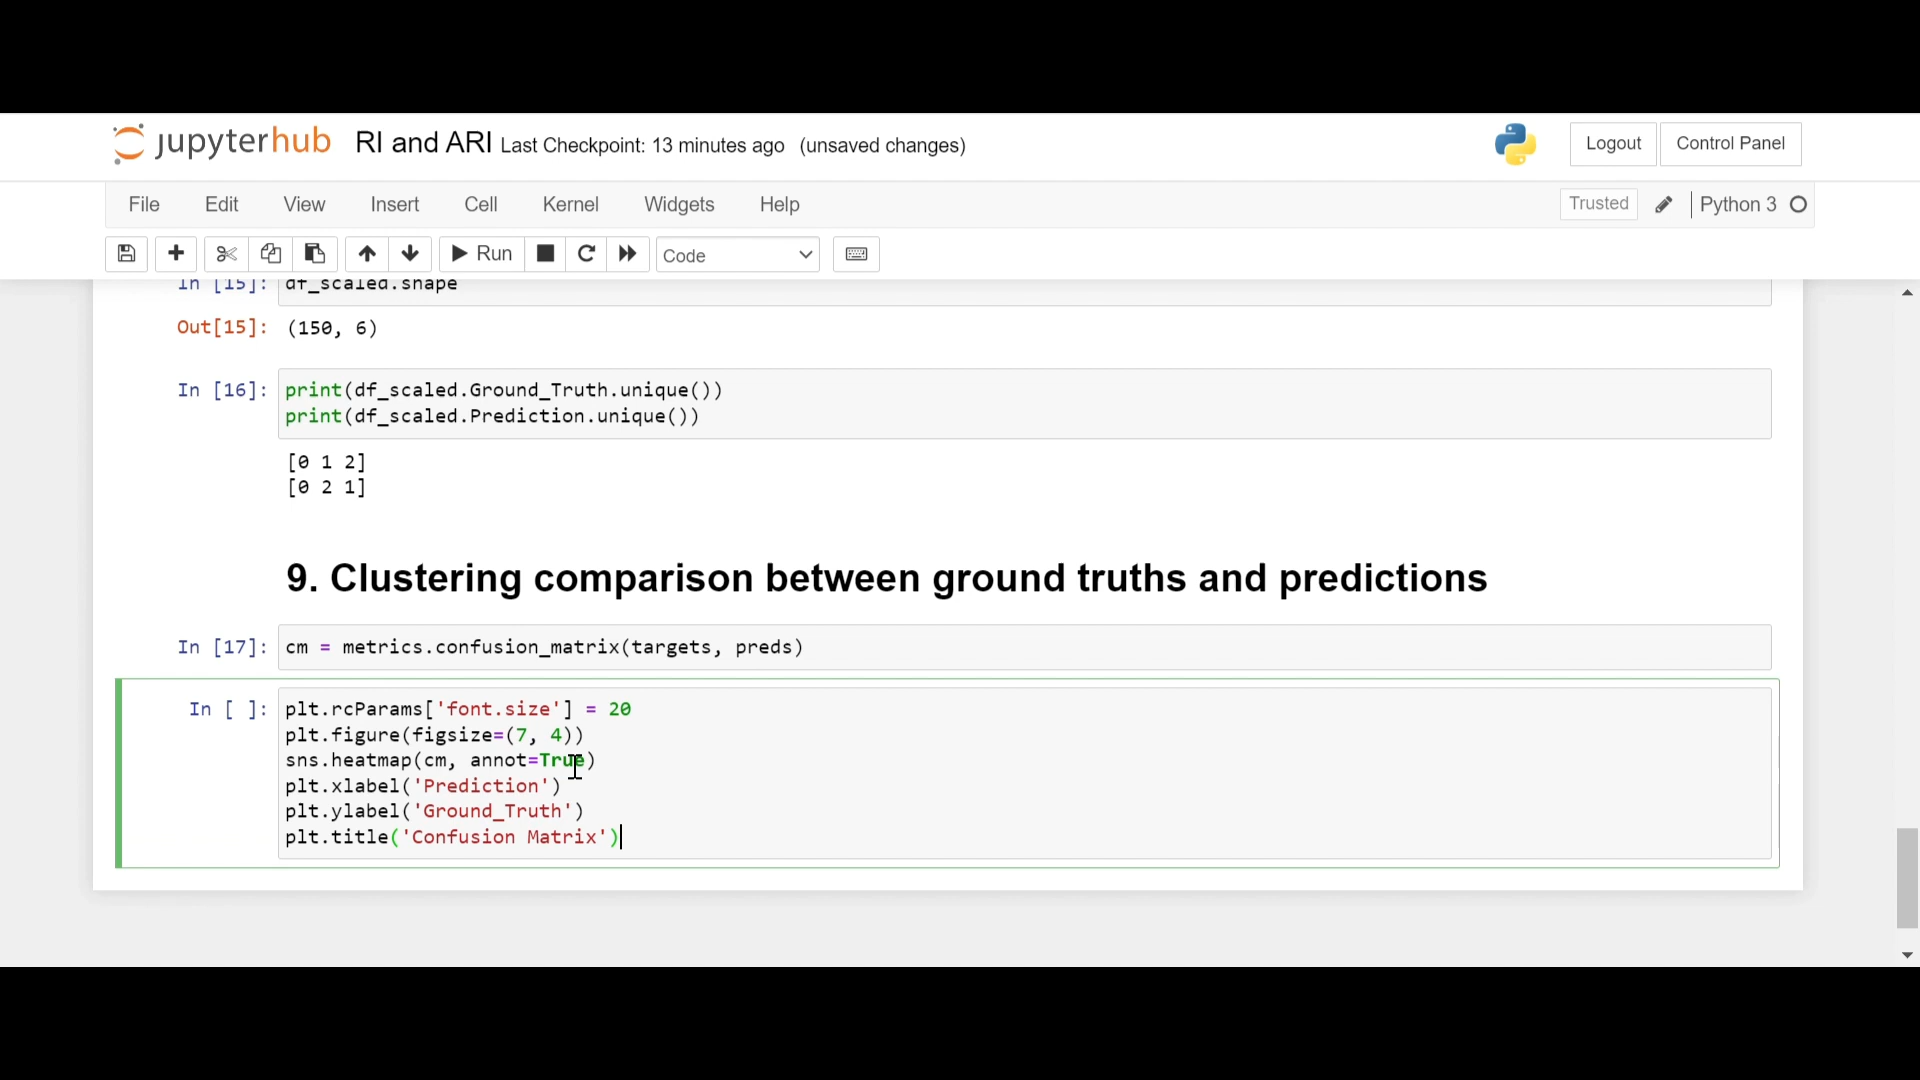 jupyterhub RI and ARI Last Checkpoint: 13 minutes ago (unsaved changes) Logout Control Panel
File Edit View Insert Cell Kernel Widgets Help Trusted Python 3
Run Code
In [15]: df_scaled.shape
Out[15]: (150, 6)
In [16]: print(df_scaled.Ground_Truth.unique())
print(df_scaled.Prediction.unique())
[0 1 2]
[0 2 1]
9. Clustering comparison between ground truths and predictions
In [17]: cm = metrics.confusion_matrix(targets, preds)
In [ ]: plt.rcParams['font.size'] = 20
plt.figure(figsize=(7, 4))
sns.heatmap(cm, annot=True)
plt.xlabel('Prediction')
plt.ylabel('Ground_Truth')
plt.title('Confusion Matrix')